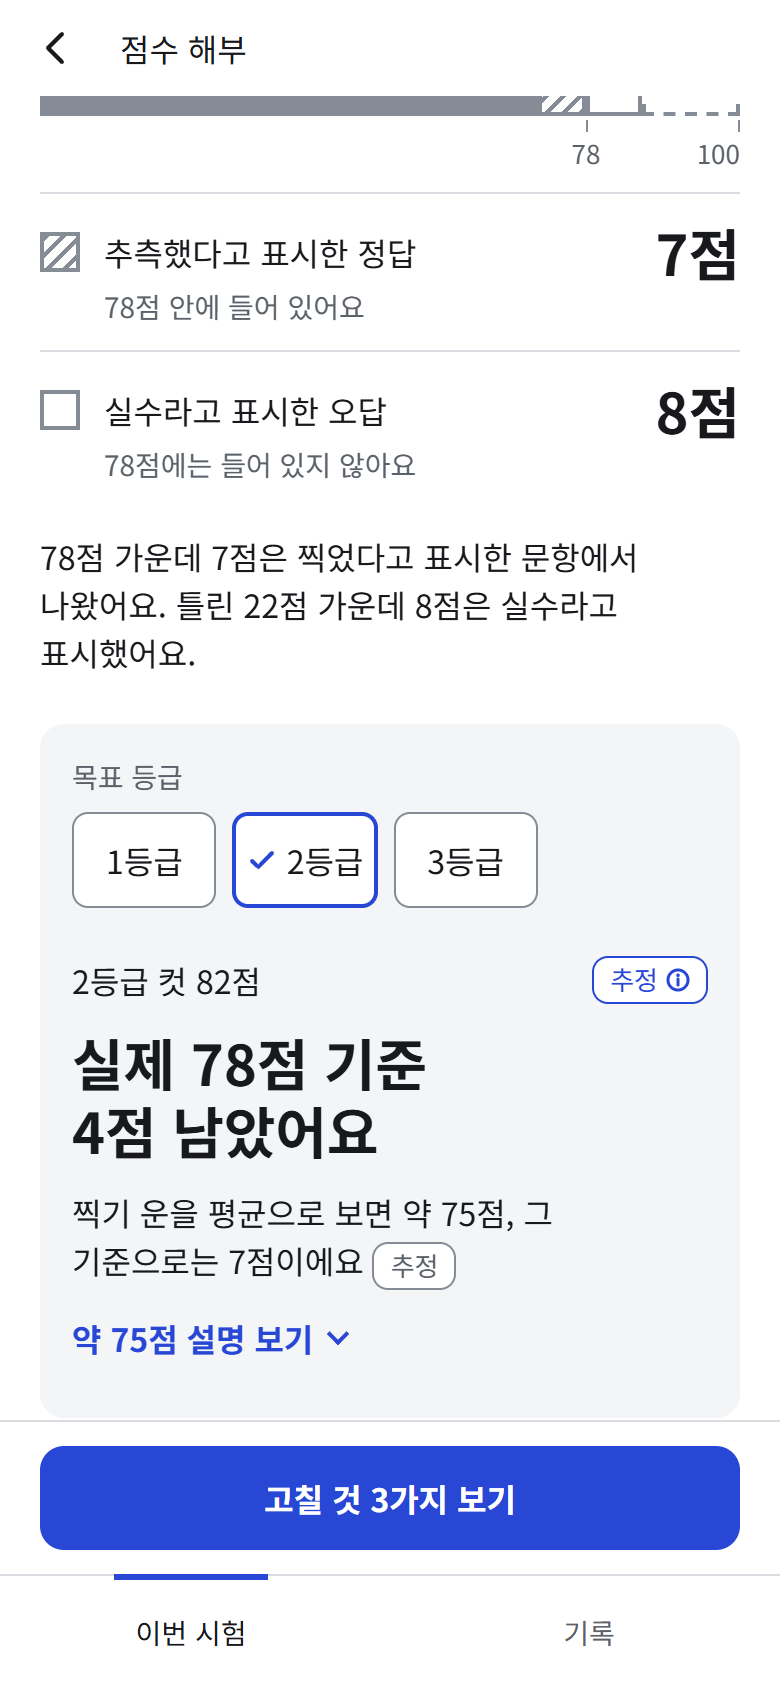 점수 해부
78
100
추측했다고 표시한 정답
7점
78점 안에 들어 있어요
실수라고 표시한 오답
8점
78점에는 들어 있지 않아요
78점 가운데 7점은 찍었다고 표시한 문항에서
나왔어요. 틀린 22점 가운데 8점은 실수라고
표시했어요.
목표 등급
1등급
2등급
3등급
2등급 컷 82점
추정
실제 78점 기준
4점 남았어요
찍기 운을 평균으로 보면 약 75점, 그
기준으로는 7점이에요 추정
약 75점 설명 보기
고칠 것 3가지 보기
이번 시험
기록